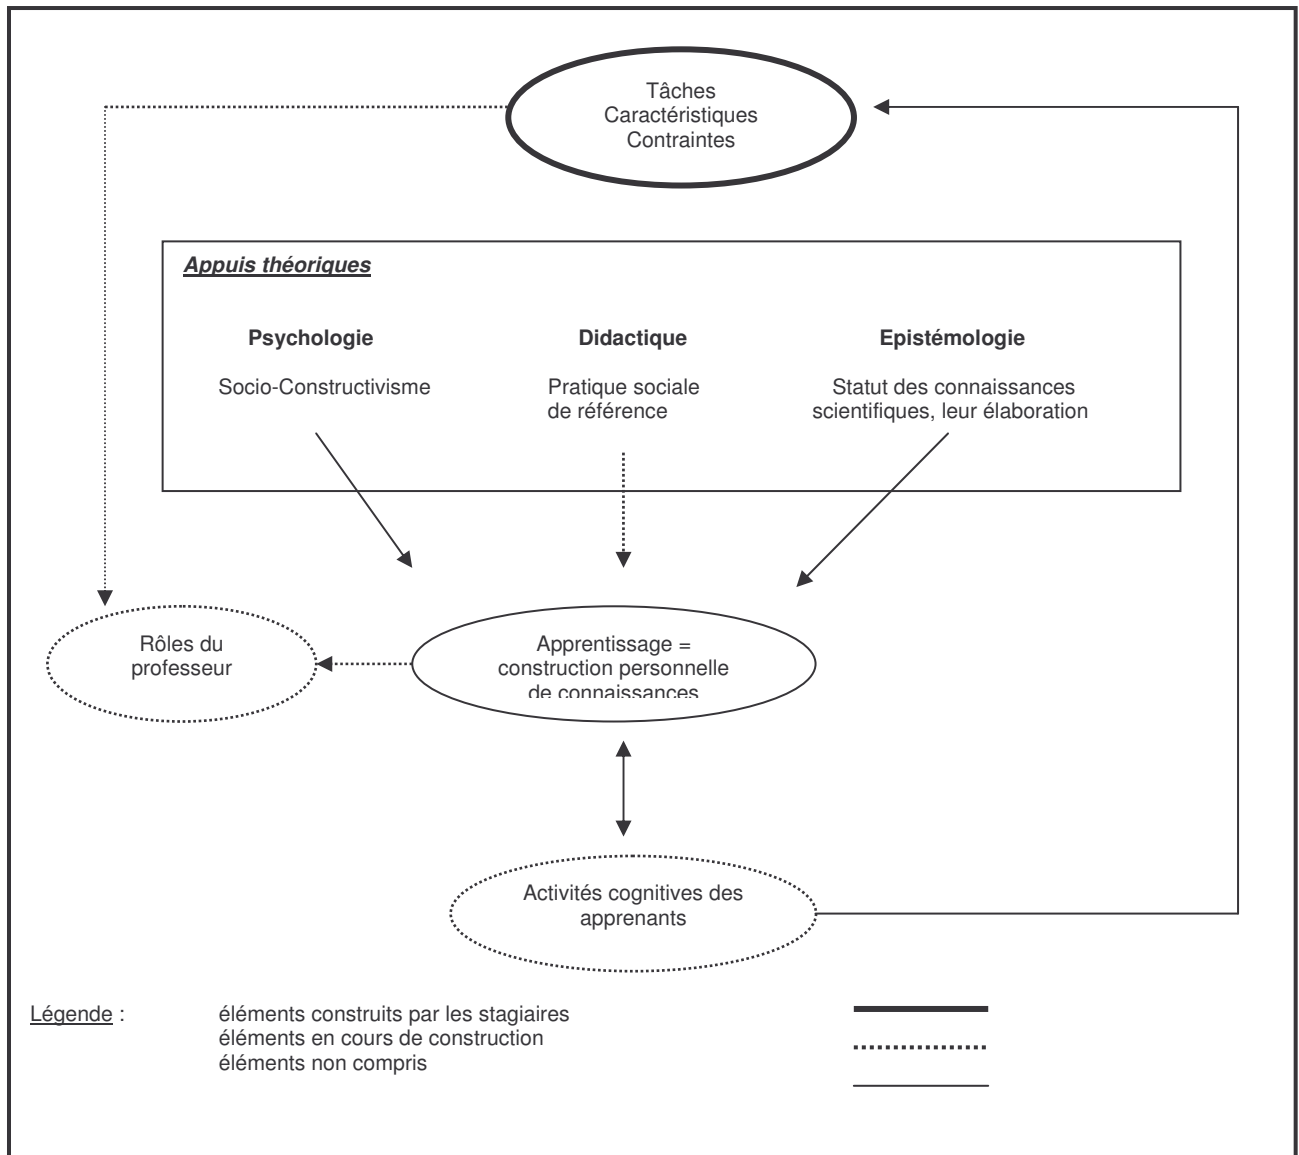 Tâches
Caractéristiques
Contraintes
Appuis théoriques
Psychologie
Didactique
Epistémologie
Socio-Constructivisme
Pratique sociale
de référence
Statut des connaissances
scientifiques, leur élaboration
Rôles du
professeur
Apprentissage =
construction personnelle
de connaissances
Activités cognitives des
apprenants
Légende :
éléments construits par les stagiaires
éléments en cours de construction
éléments non compris